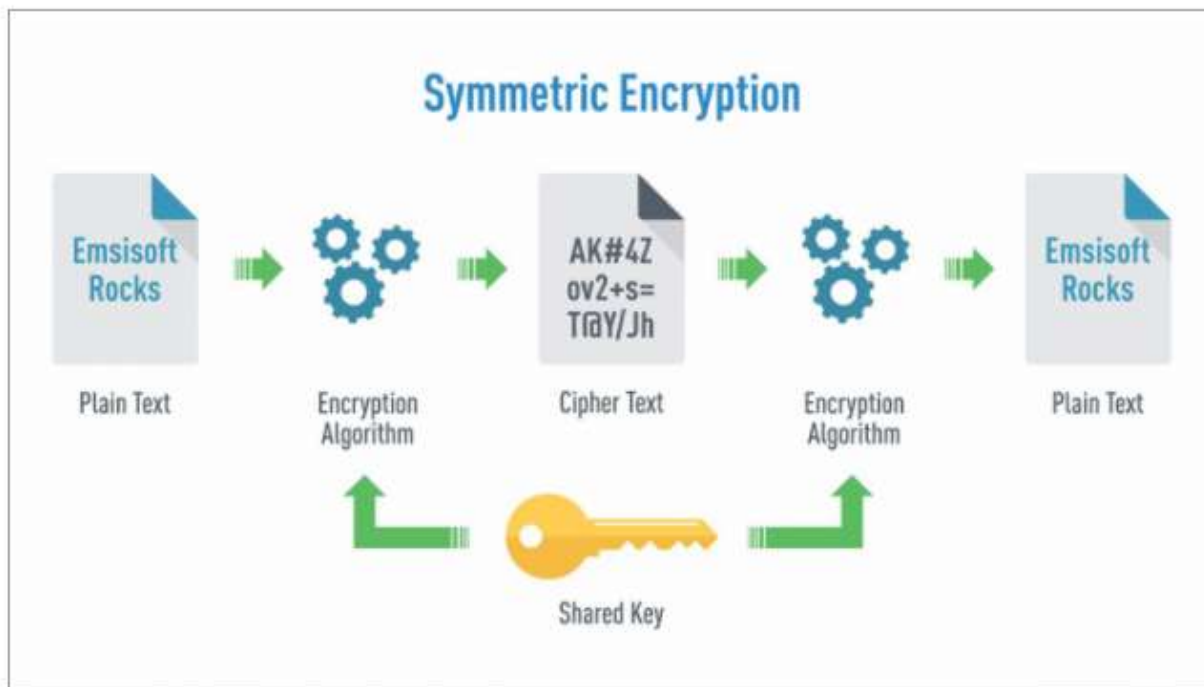 Symmetric Encryption
Emsisoft
Rocks
Plain Text
Encryption
Algorithm
AK#4Z
ov2+s=
T@Y/Jh
Cipher Text
Encryption
Algorithm
Emsisoft
Rocks
Plain Text
Shared Key